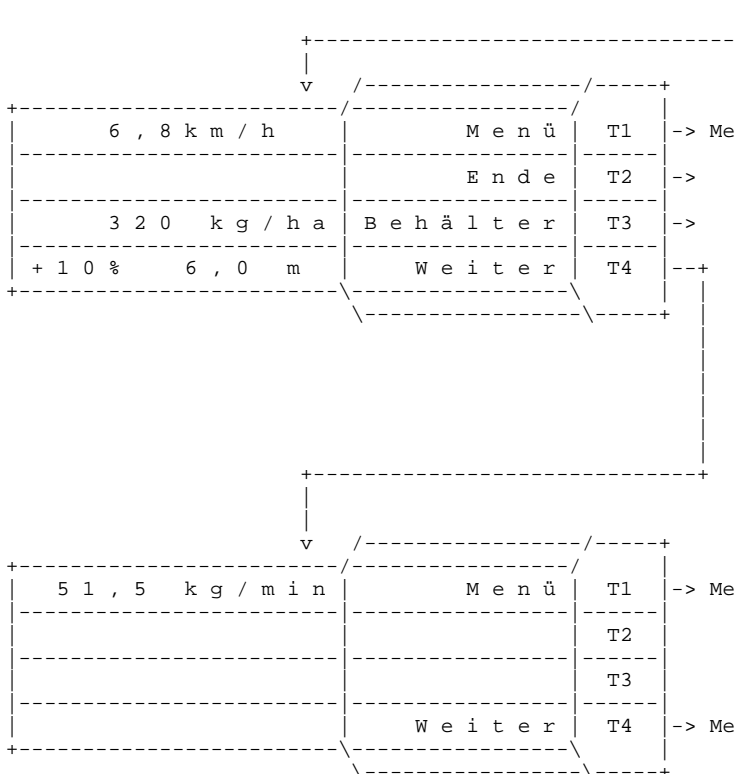 6,8km/h Menü T1 -> Me
Ende T2 ->
320 kg/ha Behälter T3 ->
+10% 6,0 m Weiter T4
51,5 kg/min Menü T1 -> Me
T2
T3
Weiter T4 -> Me